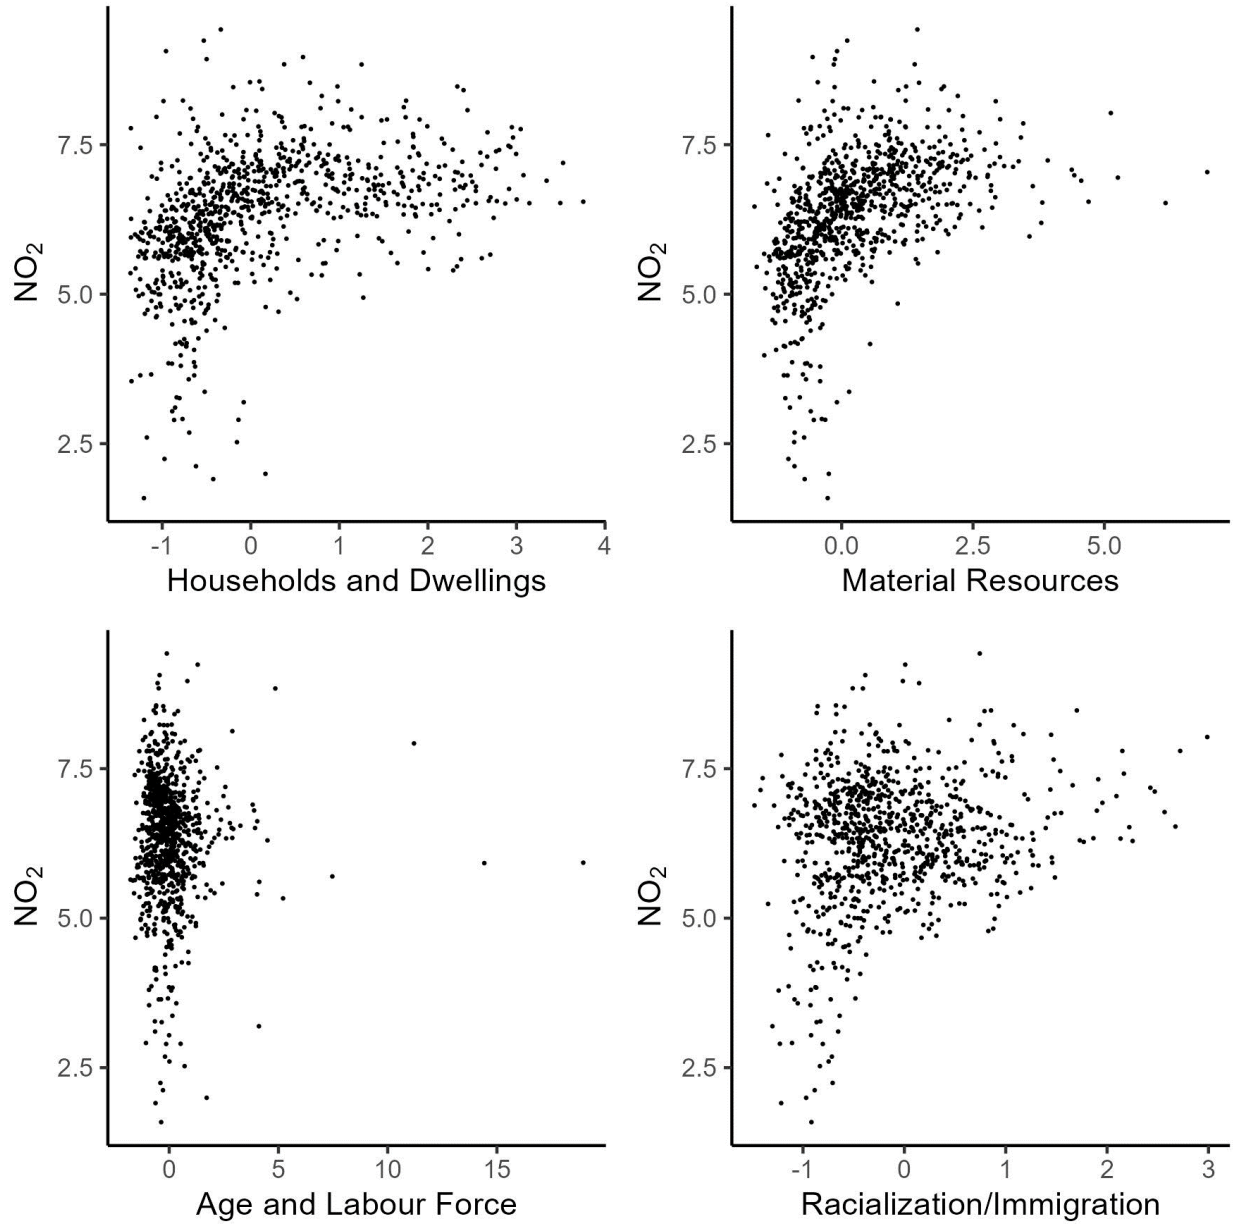 NO2
7.5
5.0
2.5
-1 0 1 2 3 4
Households and Dwellings
NO2
7.5
5.0
2.5
0.0 2.5 5.0
Material Resources
NO2
7.5
5.0
2.5
0 5 10 15
Age and Labour Force
NO2
7.5
5.0
2.5
-1 0 1 2 3
Racialization/Immigration